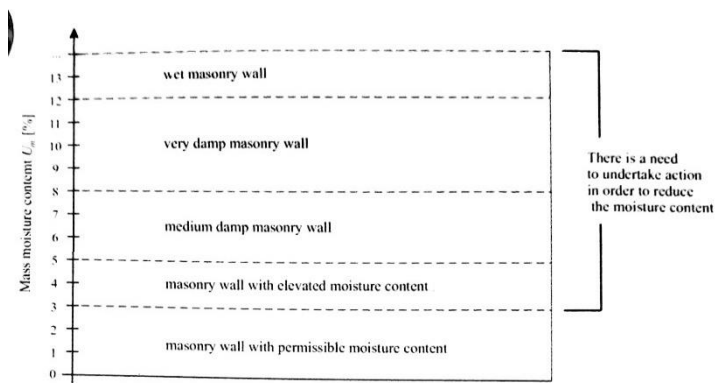 ...
13
wet masonry wall
12
11
10
very damp masonry wall
9
8
7
medium damp masonry wall
6
5
4
masonry wall with elevated moisture content
3
2
1
masonry wall with permissible moisture content
0
Mass moisture contemt Um [%]
There is a need
to undertake action
in order to reduce
the moisture content